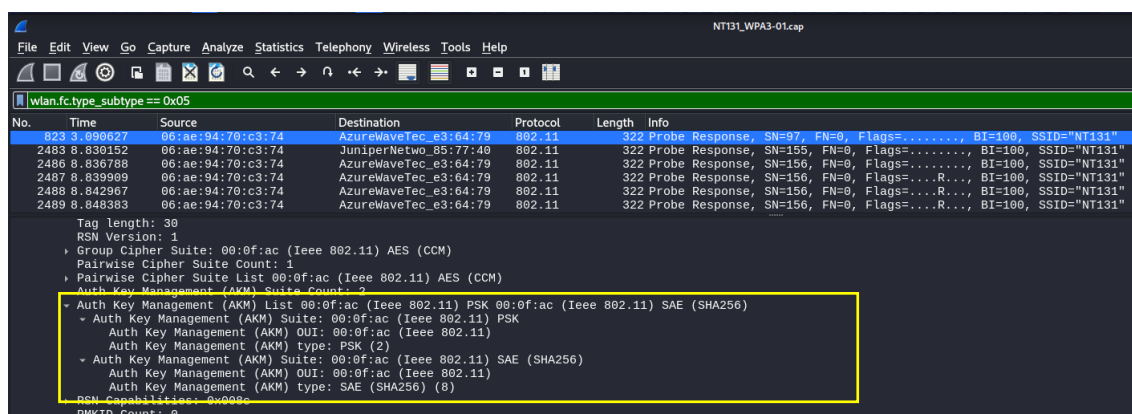 NT131_WPA3-01.cap
File Edit View Go Capture Analyze Statistics Telephony Wireless Tools Help
wlan.fc.type_subtype == 0x05
No. Time Source Destination Protocol Length Info
823 3.090627 06:ae:94:70:c3:74 AzureWaveTec_e3:64:79 802.11 322 Probe Response, SN=97, FN=0, Flags=........, BI=100, SSID="NT131"
2483 8.830152 06:ae:94:70:c3:74 JuniperNetwo_85:77:40 802.11 322 Probe Response, SN=155, FN=0, Flags=........, BI=100, SSID="NT131"
2486 8.836788 06:ae:94:70:c3:74 AzureWaveTec_e3:64:79 802.11 322 Probe Response, SN=156, FN=0, Flags=....R..., BI=100, SSID="NT131"
2487 8.839909 06:ae:94:70:c3:74 AzureWaveTec_e3:64:79 802.11 322 Probe Response, SN=156, FN=0, Flags=....R..., BI=100, SSID="NT131"
2488 8.842967 06:ae:94:70:c3:74 AzureWaveTec_e3:64:79 802.11 322 Probe Response, SN=156, FN=0, Flags=....R..., BI=100, SSID="NT131"
2489 8.848383 06:ae:94:70:c3:74 AzureWaveTec_e3:64:79 802.11 322 Probe Response, SN=156, FN=0, Flags=....R..., BI=100, SSID="NT131"
Tag length: 30
RSN Version: 1
Group Cipher Suite: 00:0f:ac (Ieee 802.11) AES (CCM)
Pairwise Cipher Suite Count: 1
Pairwise Cipher Suite List 00:0f:ac (Ieee 802.11) AES (CCM)
Auth Key Management (AKM) Suite Count: 2
Auth Key Management (AKM) List 00:0f:ac (Ieee 802.11) PSK 00:0f:ac (Ieee 802.11) SAE (SHA256)
Auth Key Management (AKM) Suite: 00:0f:ac (Ieee 802.11) PSK
Auth Key Management (AKM) OUI: 00:0f:ac (Ieee 802.11)
Auth Key Management (AKM) type: PSK (2)
Auth Key Management (AKM) Suite: 00:0f:ac (Ieee 802.11) SAE (SHA256)
Auth Key Management (AKM) OUI: 00:0f:ac (Ieee 802.11)
Auth Key Management (AKM) type: SAE (SHA256) (8)
RSN Capabilities: 0x008c
PMKID Count: 0